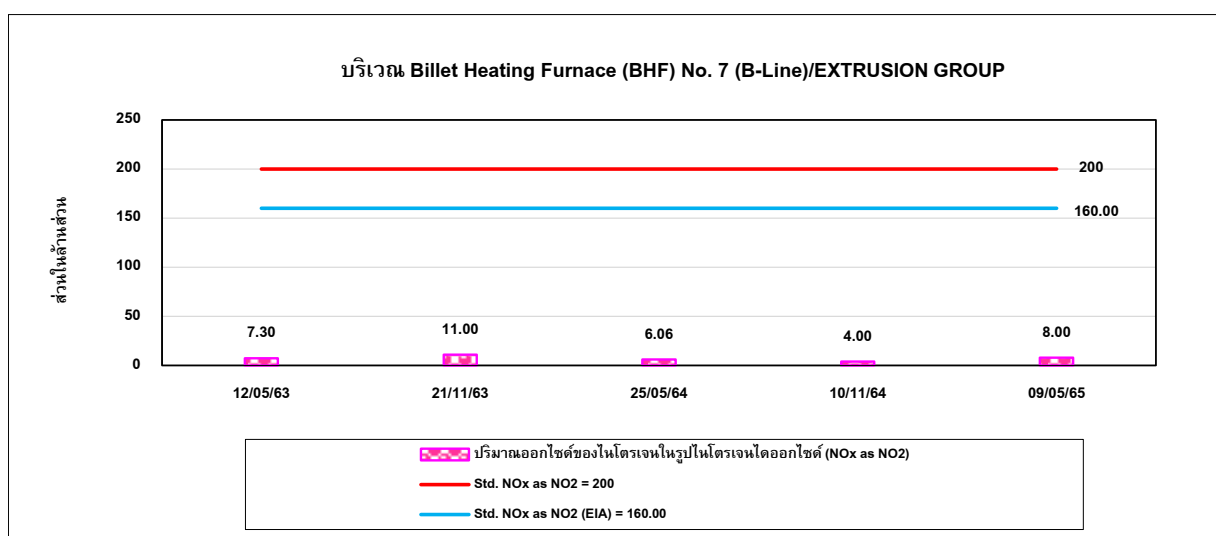 บริเวณ Billet Heating Furnace (BHF) No. 7 (B-Line)/EXTRUSION GROUP
ส่วนในล้านส่วน
250
200
150
100
50
0
200
160.00
7.30 11.00 6.06 4.00 8.00
12/05/63 21/11/63 25/05/64 10/11/64 09/05/65
ปริมาณออกไซด์ของไนโตรเจนในรูปไนโตรเจนไดออกไซด์ (NOx as NO2)
Std. NOx as NO2 = 200
Std. NOx as NO2 (EIA) = 160.00